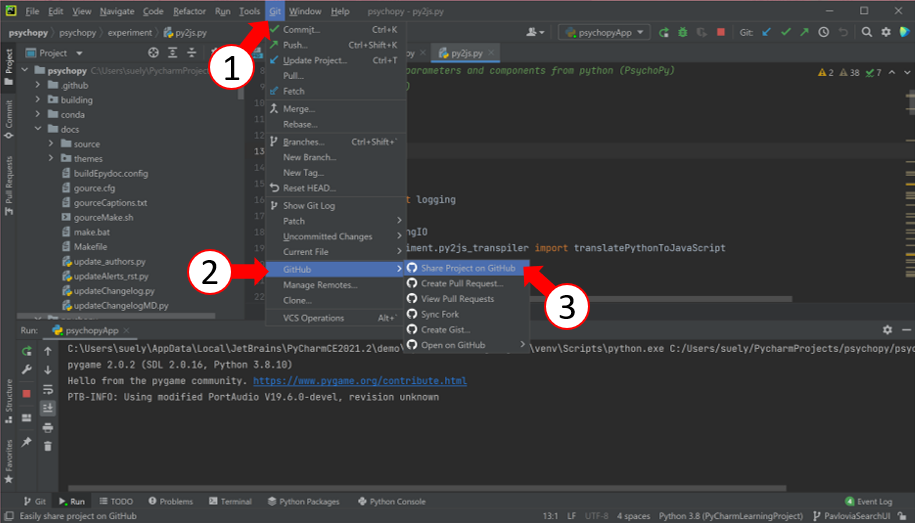 File Edit View Navigate Code Refactor Run Tools Git Window Help psychopy - py2js.py
psychopy psychopy experiment py2js.py psychopyApp Git:
Project
py2js.py
psychopy C:\Users\suely\PycharmProject
.github
building
conda
docs
source
themes
buildEpydoc.config
gource.cfg
gourceCaptions.txt
gourceMake.sh
make.bat
Makefile
update_authors.py
updateAlerts_rst.py
updateChangelog.py
updateChangelogMD.py
Project
Commit
Pull Requests
Structure
Favorites
Commit... Ctrl+K
Push... Ctrl+Shift+K
Update Project... Ctrl+T
Pull...
Fetch
Merge...
Rebase...
Branches... Ctrl+Shift+`
New Branch...
New Tag...
Reset HEAD...
Show Git Log
Patch
Uncommitted Changes
Current File
GitHub
Manage Remotes...
Clone...
VCS Operations Alt+`
Share Project on GitHub
Create Pull Request...
View Pull Requests
Sync Fork
Create Gist...
Open on GitHub
1
2
3
8 parameters and components from python (PsychoPy)
2 38 7
9 )
10
11
12
13
14
15
t logging
ngIO
iment.py2js_transpiler import translatePythonToJavaScript
22
Run: psychopyApp
C:\Users\suely\AppData\Local\JetBrains\PyCharmCE2021.2\demo\ \venv\Scripts\python.exe C:/Users/suely/PycharmProjects/psychopy/psy
pygame 2.0.2 (SDL 2.0.16, Python 3.8.10)
Hello from the pygame community. https://www.pygame.org/contribute.html
PTB-INFO: Using modified PortAudio V19.6.0-devel, revision unknown
Git Run TODO Problems Terminal Python Packages Python Console 4 Event Log
Easily share project on GitHub 13:1 LF UTF-8 4 spaces Python 3.8 (PyCharmLearningProject) PavloviaSearchUI